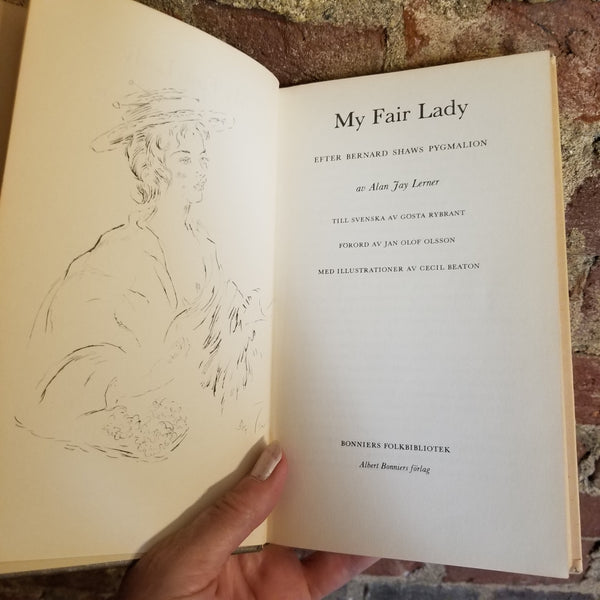 My Fair Lady
EFTER BERNARD SHAWS PYGMALION
av Alan Jay Lerner
TILL SVENSKA AV GÖSTA RYBRANT
FÖRORD AV JAN OLOF OLSSON
MED ILLUSTRATIONER AV CECIL BEATON
BONNIERS FOLKBIBLIOTEK
Albert Bonniers förlag